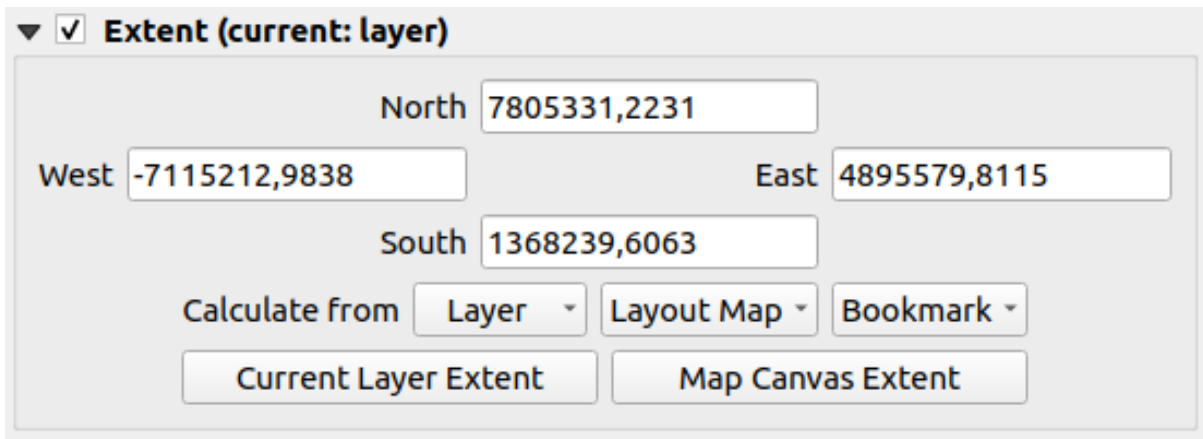 Extent (current: layer)
North 7805331,2231
West -7115212,9838 East 4895579,8115
South 1368239,6063
Calculate from Layer Layout Map Bookmark
Current Layer Extent Map Canvas Extent